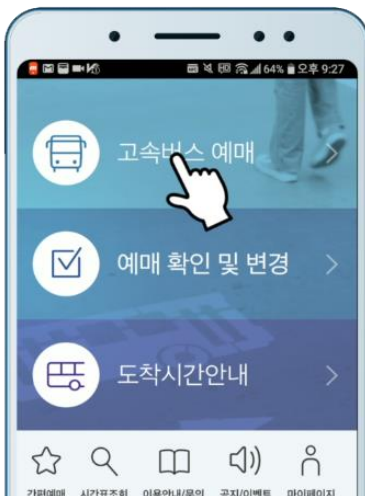 64% 오후 9:27
고속버스 예매
예매 확인 및 변경
도착시간안내
간편예매 시간표조회 이용안내/문의 공지/이벤트 마이페이지